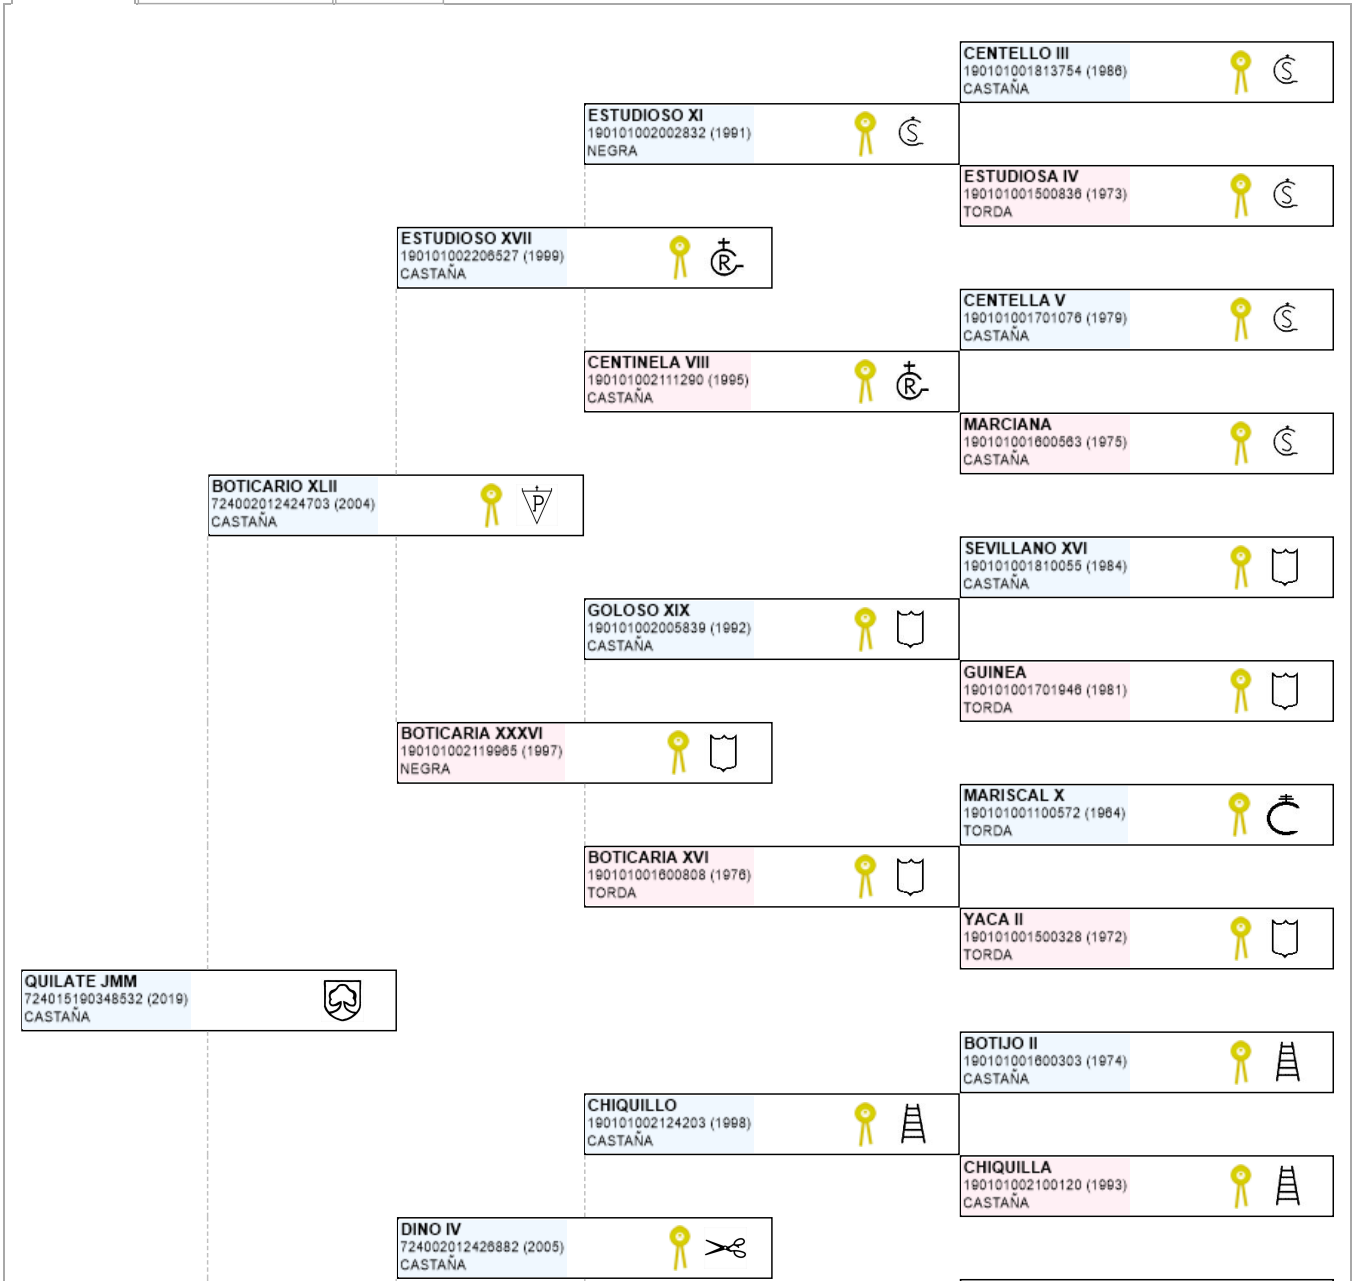 CENTELLO III
190101001813754 (1986)
CASTAÑA
ESTUDIOSO XI
190101002002832 (1991)
NEGRA
ESTUDIOSA IV
190101001500836 (1973)
TORDA
ESTUDIOSO XVII
190101002206527 (1999)
CASTAÑA
CENTELLA V
190101001701076 (1979)
CASTAÑA
CENTINELA VIII
190101002111290 (1995)
CASTAÑA
MARCIANA
190101001600563 (1975)
CASTAÑA
BOTICARIO XLII
724002012424703 (2004)
CASTAÑA
SEVILLANO XVI
190101001810055 (1984)
CASTAÑA
GOLOSO XIX
190101002005839 (1992)
CASTAÑA
GUINEA
190101001701946 (1981)
TORDA
BOTICARIA XXXVI
190101002119965 (1997)
NEGRA
MARISCAL X
190101001100572 (1964)
TORDA
BOTICARIA XVI
190101001600808 (1976)
TORDA
YACA II
190101001500328 (1972)
TORDA
QUILATE JMM
724015190348532 (2019)
CASTAÑA
BOTIJO II
190101001600303 (1974)
CASTAÑA
CHIQUILLO
190101002124203 (1998)
CASTAÑA
CHIQUILLA
190101002100120 (1993)
CASTAÑA
DINO IV
724002012426882 (2005)
CASTAÑA